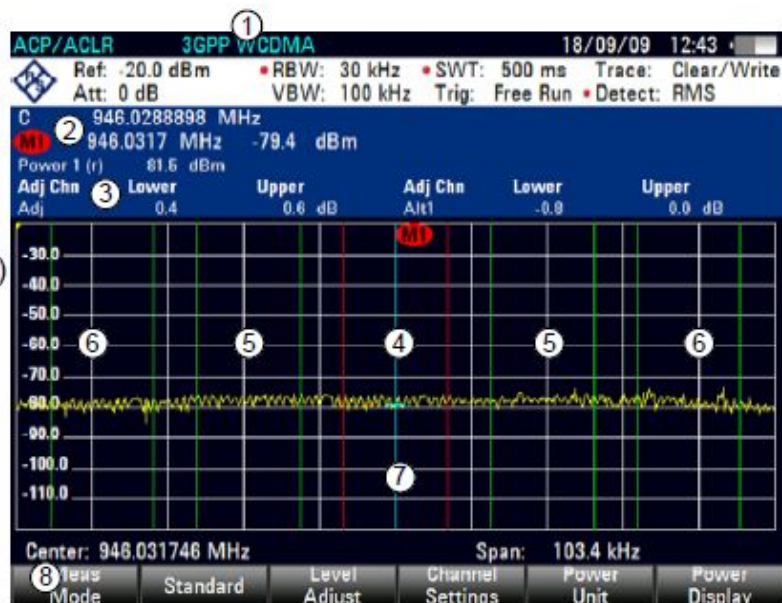 1
ACP/ACLR 3GPP WCDMA 18/09/09 12:43
Ref: -20.0 dBm • RBW: 30 kHz • SWT: 500 ms Trace: Clear/Write
Att: 0 dB VBW: 100 kHz Trig: Free Run • Detect: RMS
C 946.0288898 MHz
M1 2 946.0317 MHz -79.4 dBm
Power 1 (r) 81.5 dBm
Adj Chn 3 Lower Upper Adj Chn Lower Upper
Adj 0.4 0.6 dB Alt1 -0.8 0.0 dB
M1
-30.0
-40.0
-50.0
-60.0 6 5 4 5 6
-70.0
-80.0
-90.0
-100.0 7
-110.0
Center: 946.031746 MHz Span: 103.4 kHz
8 Meas Mode
Standard
Level Adjust
Channel Settings
Power Unit
Power Display